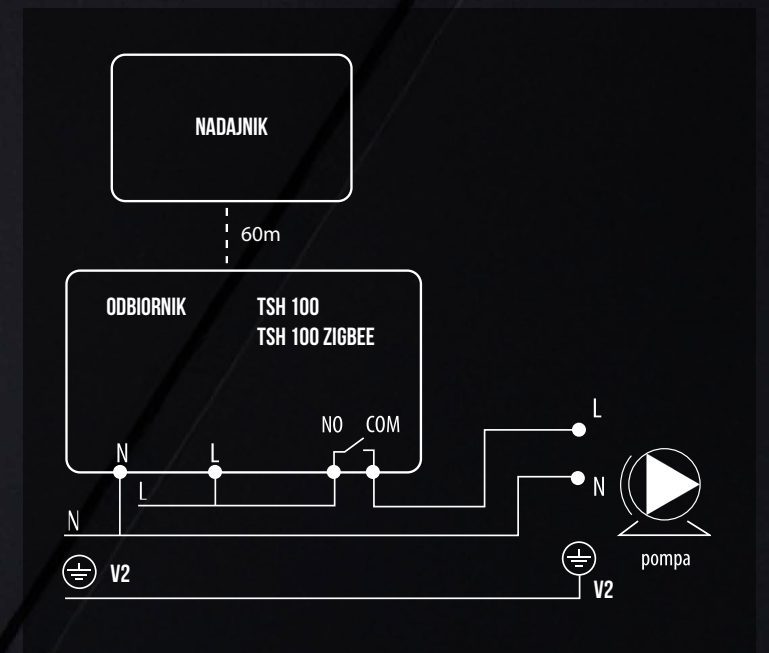 NADAJNIK
60m
ODBIORNIK
TSH 100
TSH 100 ZIGBEE
NO COM
N
L
L
N
V2
L
N
pompa
V2